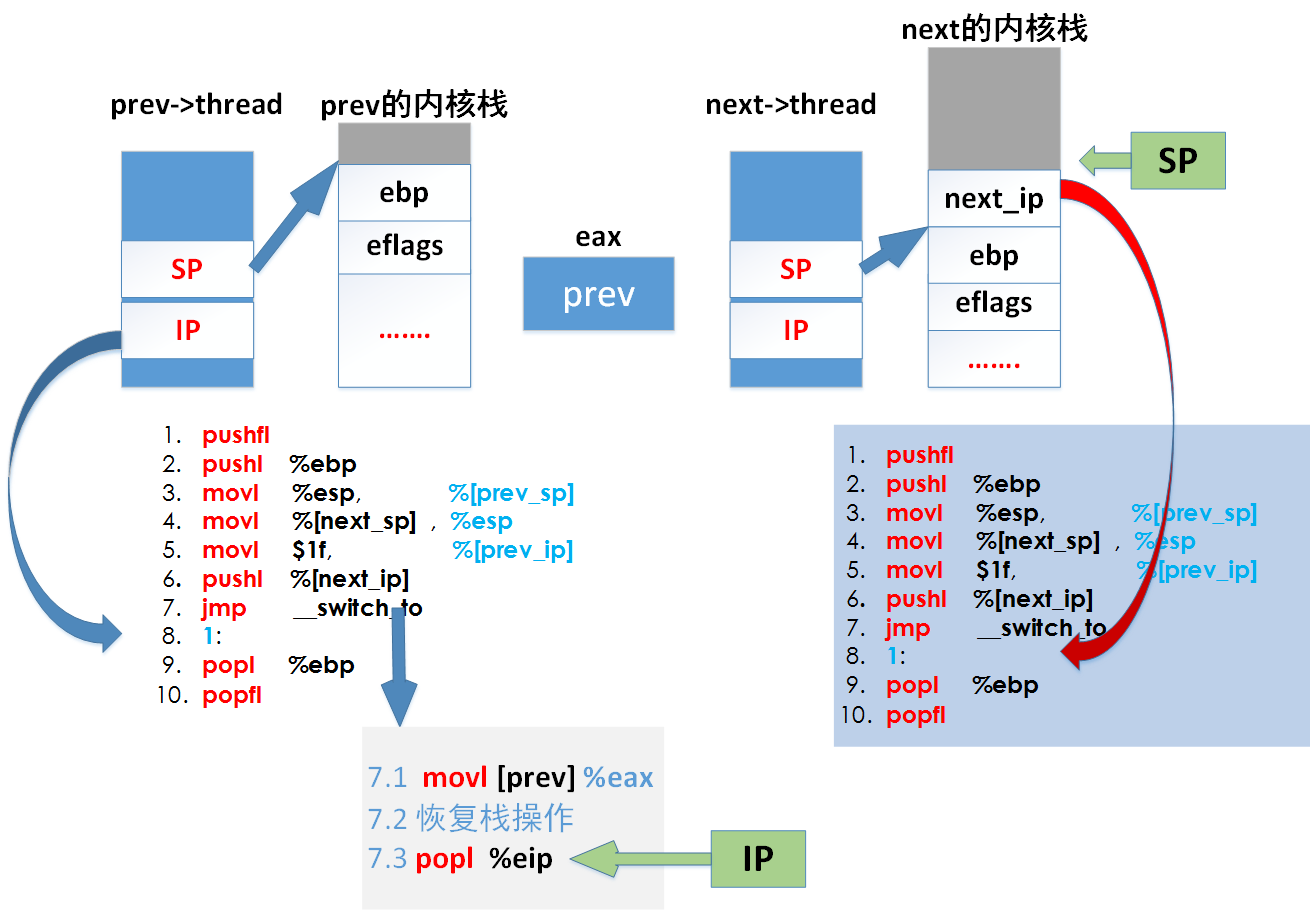 next的内核栈
prev->thread
prev的内核栈
next->thread
SP
ebp
next_ip
eflags
eax
ebp
SP
prev
SP
eflags
IP
…….
IP
…….
1. pushfl
2. pushl %ebp
3. movl %esp, %[prev_sp]
4. movl %[next_sp] , %esp
5. movl $1f, %[prev_ip]
6. pushl %[next_ip]
7. jmp __switch_to
8. 1:
9. popl %ebp
10. popfl
1. pushfl
2. pushl %ebp
3. movl %esp, %[prev_sp]
4. movl %[next_sp] , %esp
5. movl $1f, %[prev_ip]
6. pushl %[next_ip]
7. jmp __switch_to
8. 1:
9. popl %ebp
10. popfl
7.1 movl [prev] %eax
7.2 恢复栈操作
7.3 popl %eip
IP